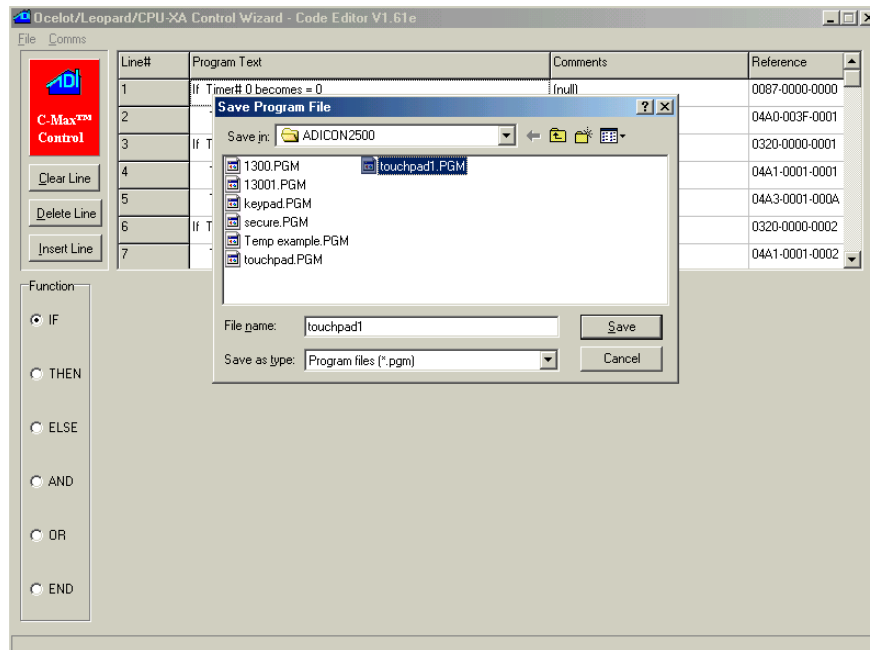 Ocelot/Leopard/CPU-XA Control Wizard - Code Editor V1.61e
File Comms
ADI
C-Max™
Control
Clear Line
Delete Line
Insert Line
Line# Program Text Comments Reference
1 If Timer# 0 becomes = 0 (null) 0087-0000-0000
2 04A0-003F-0001
3 If T 0320-0000-0001
4 04A1-0001-0001
5 04A3-0001-000A
6 If T 0320-0000-0002
7 04A1-0001-0002
Save Program File
Save in: ADICON2500
1300.PGM touchpad1.PGM
13001.PGM
keypad.PGM
secure.PGM
Temp example.PGM
touchpad.PGM
File name: touchpad1 Save
Save as type: Program files (*.pgm) Cancel
Function
IF
THEN
ELSE
AND
OR
END